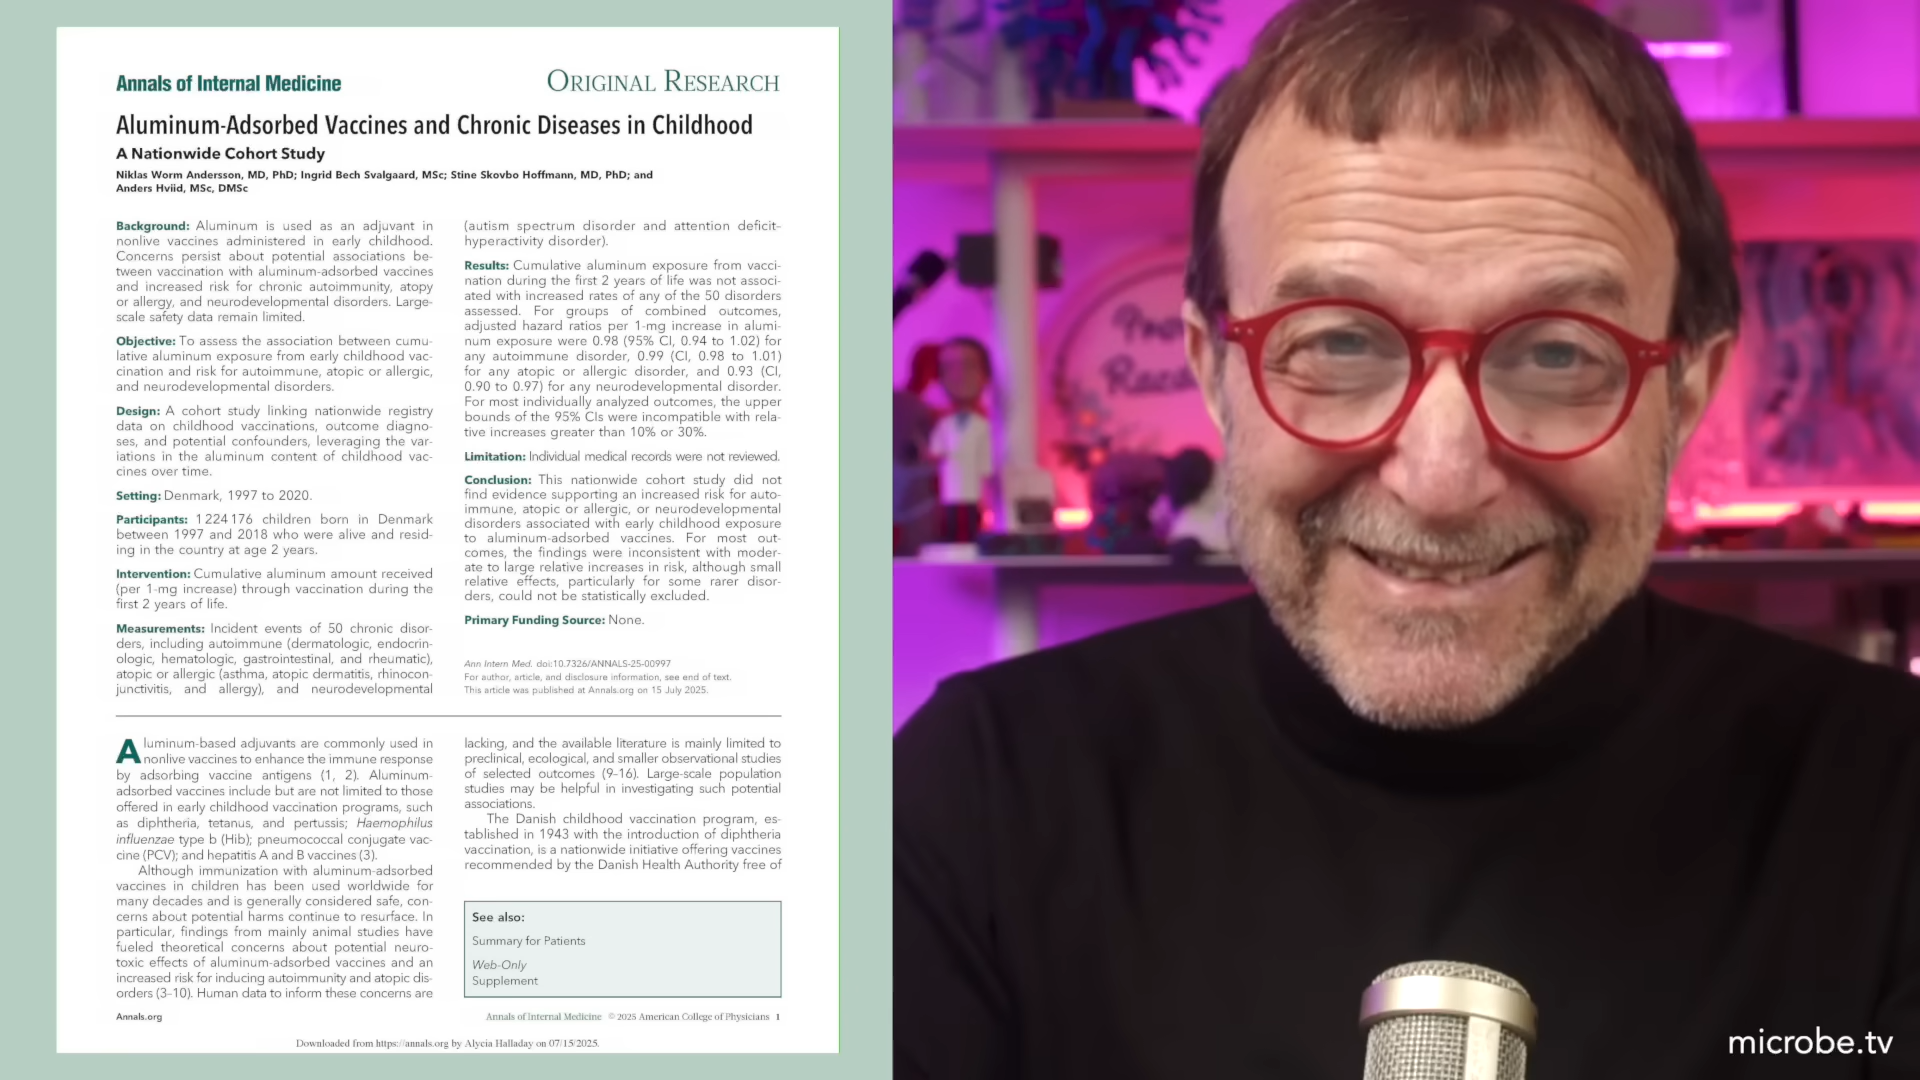 Annals of Internal Medicine
ORIGINAL RESEARCH
Aluminum-Adsorbed Vaccines and Chronic Diseases in Childhood
A Nationwide Cohort Study
Niklas Worm Andersson, MD, PhD; Ingrid Bech Svalgaard, MSc; Stine Skovbo Hoffmann, MD, PhD; and
Anders Hviid, MSc, DMSc
Background: Aluminum is used as an adjuvant in
nonlive vaccines administered in early childhood.
Concerns persist about potential associations be-
tween vaccination with aluminum-adsorbed vaccines
and increased risk for chronic autoimmunity, atopy
or allergy, and neurodevelopmental disorders. Large-
scale safety data remain limited.
Objective: To assess the association between cumu-
lative aluminum exposure from early childhood vac-
cination and risk for autoimmune, atopic or allergic,
and neurodevelopmental disorders.
Design: A cohort study linking nationwide registry
data on childhood vaccinations, outcome diagno-
ses, and potential confounders, leveraging the var-
iations in the aluminum content of childhood vac-
cines over time.
Setting: Denmark, 1997 to 2020.
Participants: 1 224 176 children born in Denmark
between 1997 and 2018 who were alive and resid-
ing in the country at age 2 years.
Intervention: Cumulative aluminum amount received
(per 1-mg increase) through vaccination during the
first 2 years of life.
Measurements: Incident events of 50 chronic disor-
ders, including autoimmune (dermatologic, endocrin-
ologic, hematologic, gastrointestinal, and rheumatic),
atopic or allergic (asthma, atopic dermatitis, rhinocon-
junctivitis, and allergy), and neurodevelopmental
(autism spectrum disorder and attention deficit-
hyperactivity disorder).
Results: Cumulative aluminum exposure from vacci-
nation during the first 2 years of life was not associ-
ated with increased rates of any of the 50 disorders
assessed. For groups of combined outcomes,
adjusted hazard ratios per 1-mg increase in alumi-
num exposure were 0.98 (95% CI, 0.94 to 1.02) for
any autoimmune disorder, 0.99 (CI, 0.98 to 1.01)
for any atopic or allergic disorder, and 0.93 (CI,
0.90 to 0.97) for any neurodevelopmental disorder.
For most individually analyzed outcomes, the upper
bounds of the 95% CIs were incompatible with rela-
tive increases greater than 10% or 30%.
Limitation: Individual medical records were not reviewed.
Conclusion: This nationwide cohort study did not
find evidence supporting an increased risk for auto-
immune, atopic or allergic, or neurodevelopmental
disorders associated with early childhood exposure
to aluminum-adsorbed vaccines. For most out-
comes, the findings were inconsistent with moder-
ate to large relative increases in risk, although small
relative effects, particularly for some rarer disor-
ders, could not be statistically excluded.
Primary Funding Source: None.
Ann Intern Med. doi:10.7326/ANNALS-25-00997
For author, article, and disclosure information, see end of text.
This article was published at Annals.org on 15 July 2025.
Aluminum-based adjuvants are commonly used in
nonlive vaccines to enhance the immune response
by adsorbing vaccine antigens (1, 2). Aluminum-
adsorbed vaccines include but are not limited to those
offered in early childhood vaccination programs, such
as diphtheria, tetanus, and pertussis; Haemophilus
influenzae type b (Hib); pneumococcal conjugate vac-
cine (PCV); and hepatitis A and B vaccines (3).
Although immunization with aluminum-adsorbed
vaccines in children has been used worldwide for
many decades and is generally considered safe, con-
cerns about potential harms continue to resurface. In
particular, findings from mainly animal studies have
fueled theoretical concerns about potential neuro-
toxic effects of aluminum-adsorbed vaccines and an
increased risk for inducing autoimmunity and atopic dis-
orders (3-10). Human data to inform these concerns are
lacking, and the available literature is mainly limited to
preclinical, ecological, and smaller observational studies
of selected outcomes (9-16). Large-scale population
studies may be helpful in investigating such potential
associations.
The Danish childhood vaccination program, es-
tablished in 1943 with the introduction of diphtheria
vaccination, is a nationwide initiative offering vaccines
recommended by the Danish Health Authority free of
See also:
Summary for Patients
Web-Only
Supplement
Annals.org
Annals of Internal Medicine © 2025 American College of Physicians 1
Downloaded from https://annals.org by Alycia Halladay on 07/15/2025.
microbe.tv